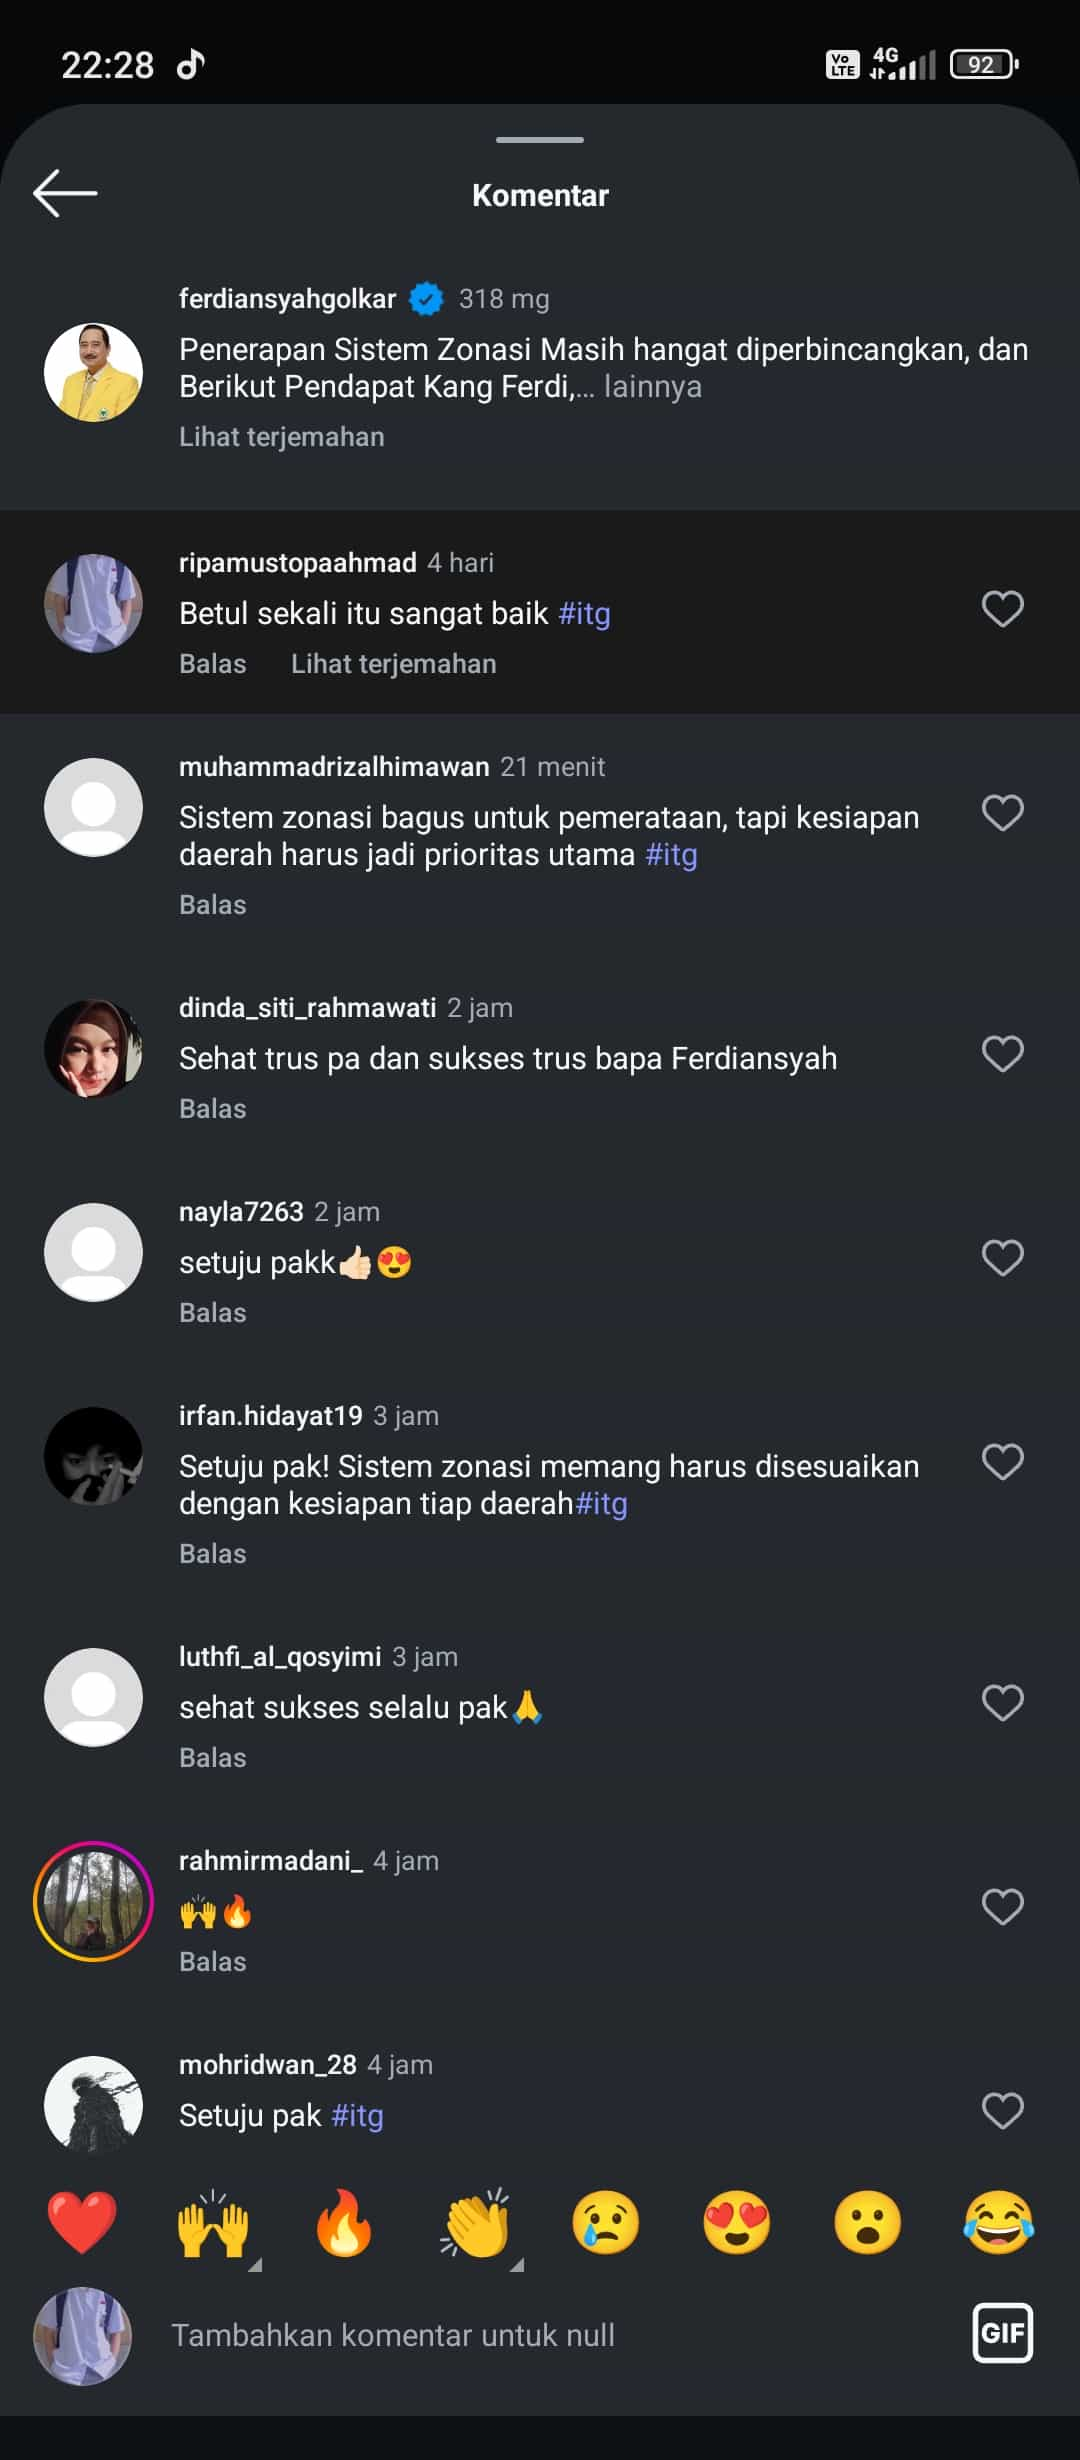 22:28
Vo LTE 4G 92
Komentar
ferdiansyahgolkar 318 mg
Penerapan Sistem Zonasi Masih hangat diperbincangkan, dan
Berikut Pendapat Kang Ferdi,... lainnya
Lihat terjemahan
ripamustopaahmad 4 hari
Betul sekali itu sangat baik #itg
Balas Lihat terjemahan
muhammadrizalhimawan 21 menit
Sistem zonasi bagus untuk pemerataan, tapi kesiapan
daerah harus jadi prioritas utama #itg
Balas
dinda_siti_rahmawati 2 jam
Sehat trus pa dan sukses trus bapa Ferdiansyah
Balas
nayla7263 2 jam
setuju pakk👍🏻😍
Balas
irfan.hidayat19 3 jam
Setuju pak! Sistem zonasi memang harus disesuaikan
dengan kesiapan tiap daerah#itg
Balas
luthfi_al_qosyimi 3 jam
sehat sukses selalu pak🙏
Balas
rahmirmadani_ 4 jam
🙌🔥
Balas
mohridwan_28 4 jam
Setuju pak #itg
❤️ 🙌 🔥 👏 😢 😍 😮 😂
Tambahkan komentar untuk null
GIF